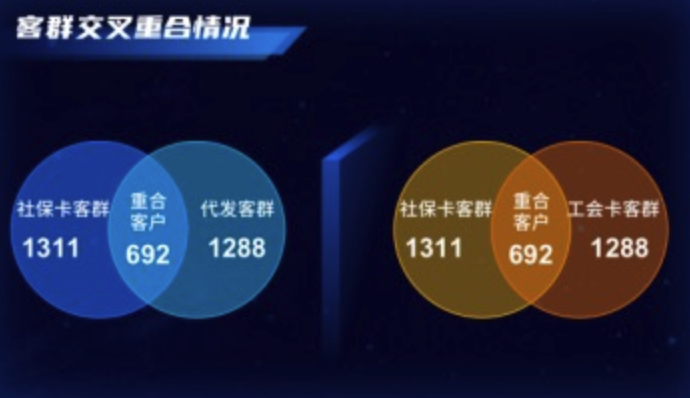 客群交叉重合情况
社保卡客群
1311
重合
客户
692
代发客群
1288
社保卡客群
1311
重合
客户
692
工会卡客群
1288